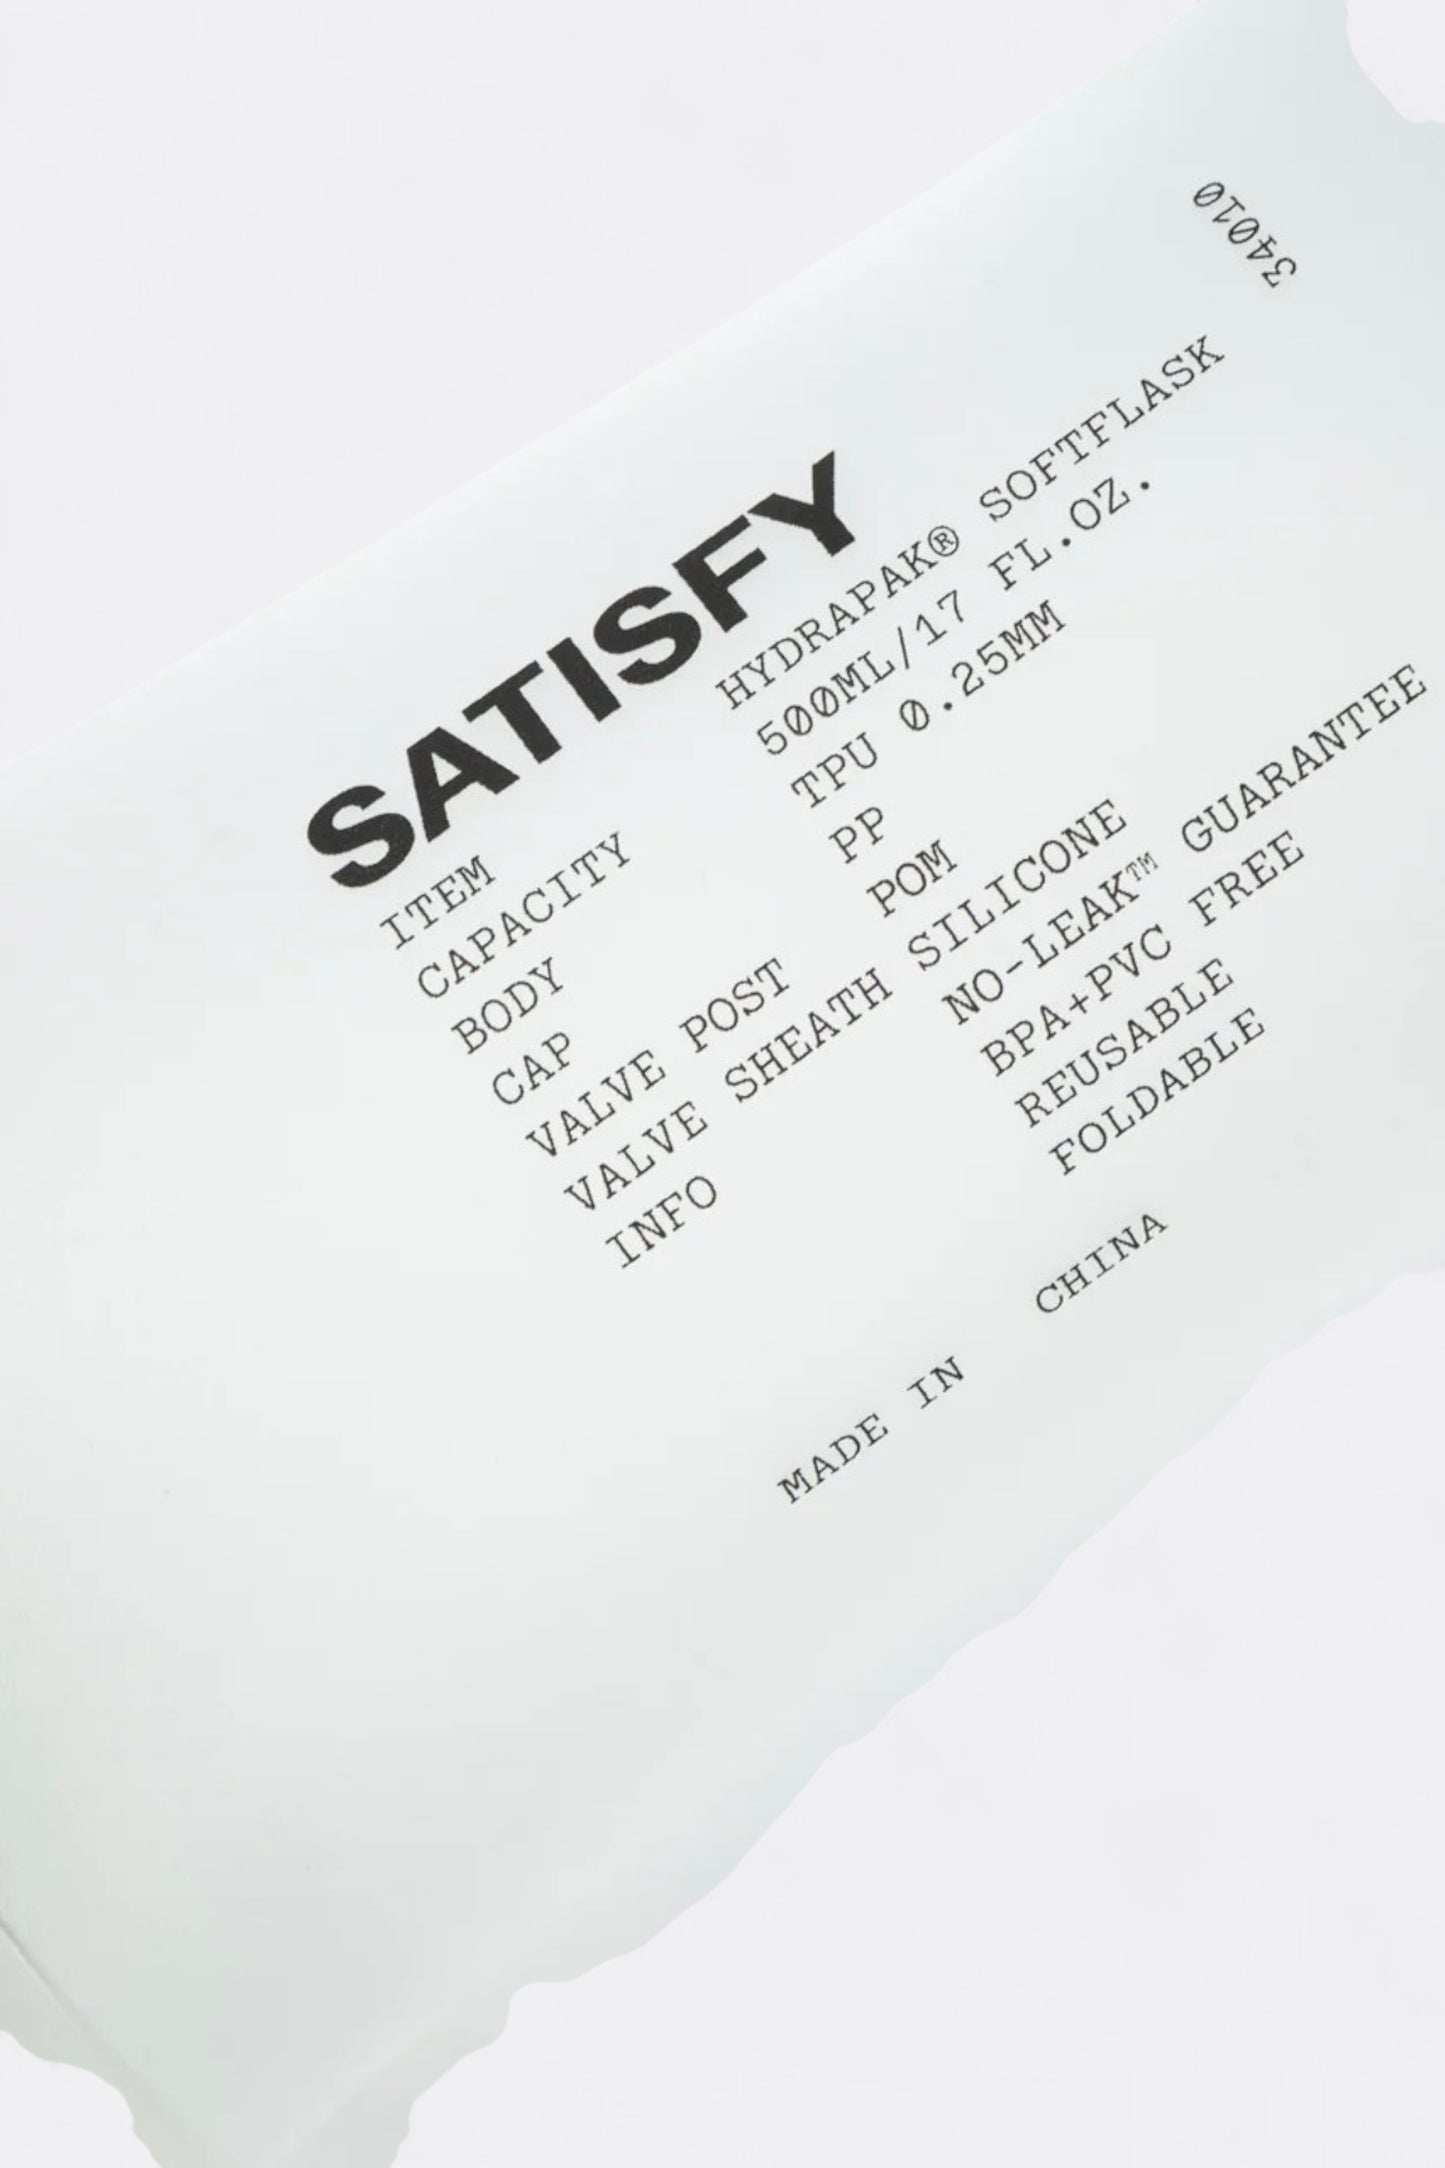 34010
SATISFY
ITEM HYDRAPAK® SOFTFLASK
CAPACITY 500ML/17 FL.OZ.
BODY TPU 0.25MM
CAP PP
VALVE POST POM
VALVE SHEATH SILICONE
INFO NO-LEAK™ GUARANTEE
BPA+PVC FREE
REUSABLE
FOLDABLE
MADE IN CHINA